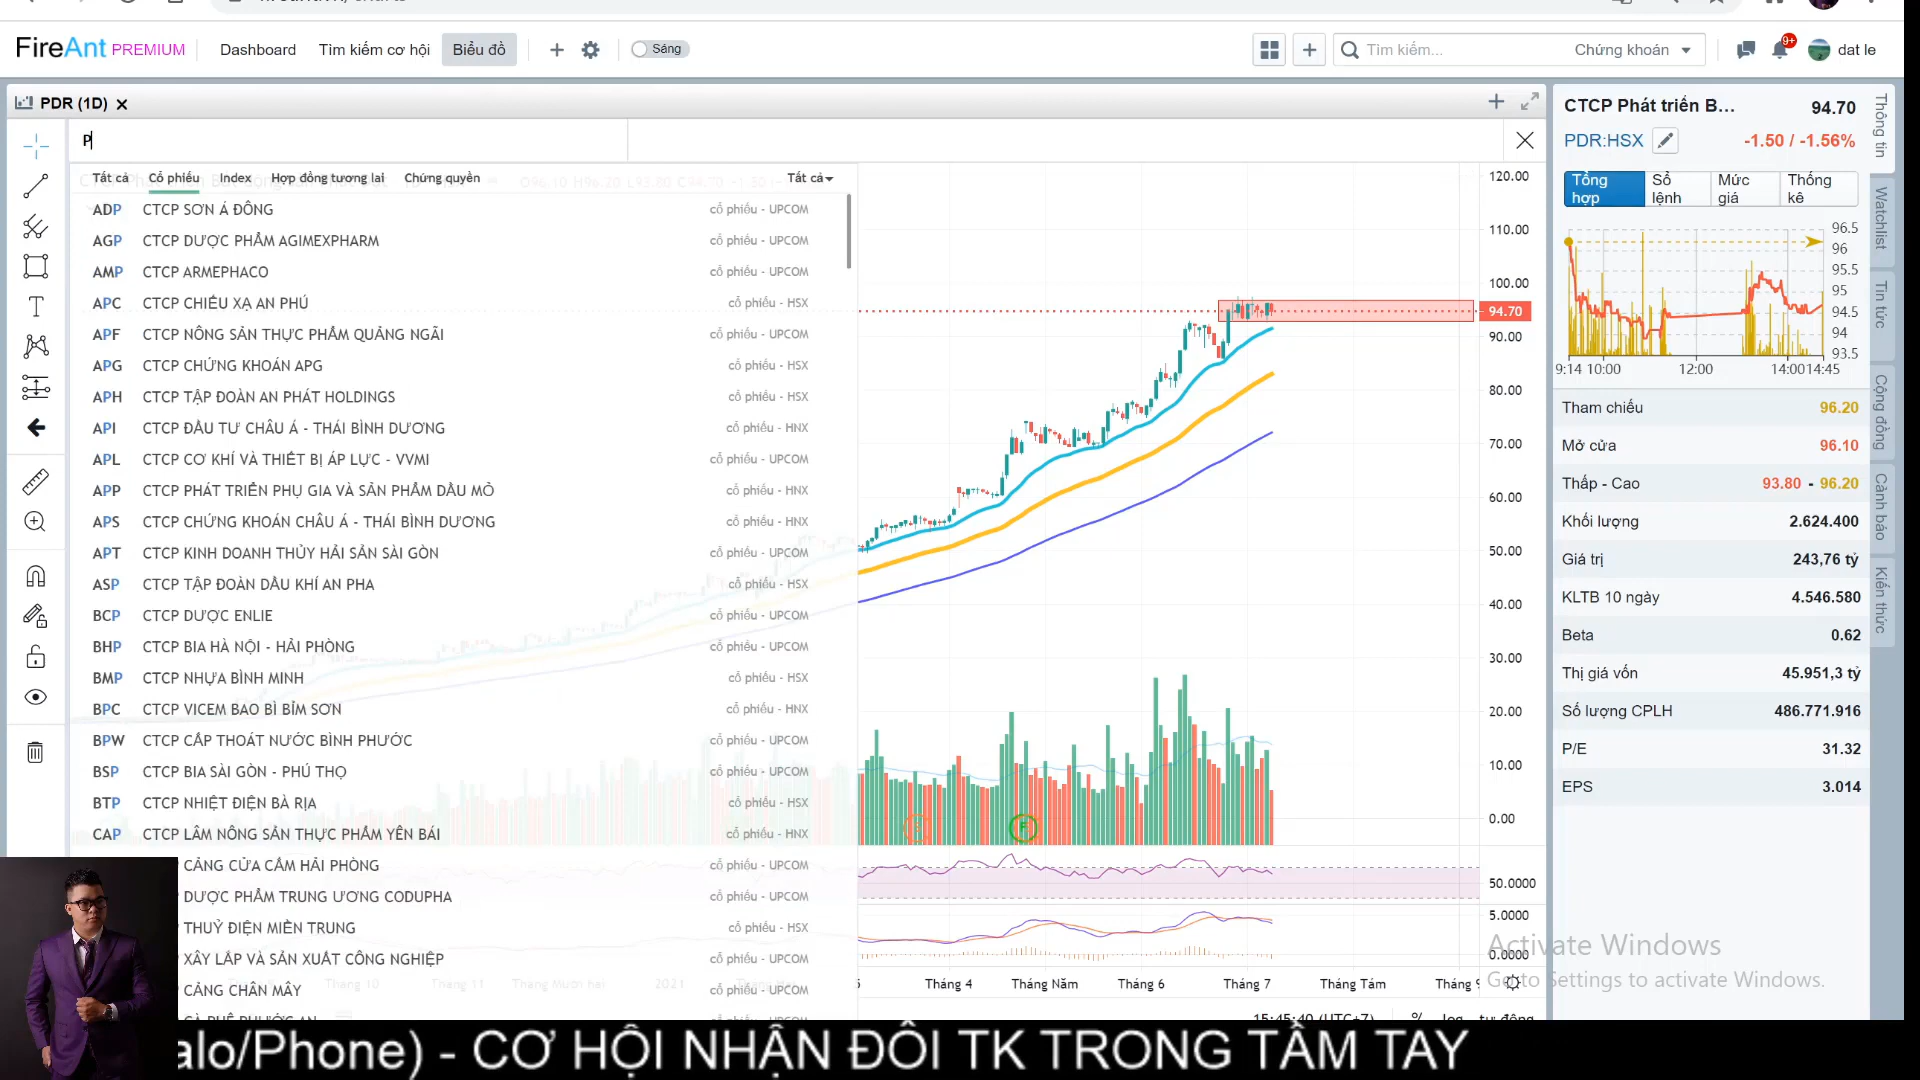 FireAnt PREMIUM
Dashboard
Tìm kiếm cơ hội
Biểu đồ
Sáng
Tìm kiếm...
Chứng khoán
9+
dat le
PDR (1D)
P
Tất cả
Cổ phiếu
Index
Hợp đồng tương lai
Chứng quyền
Tất cả
ADP CTCP SƠN Á ĐÔNG cổ phiếu - UPCOM
AGP CTCP DƯỢC PHẨM AGIMEXPHARM cổ phiếu - UPCOM
AMP CTCP ARMEPHACO cổ phiếu - UPCOM
APC CTCP CHIẾU XẠ AN PHÚ cổ phiếu - HSX
APF CTCP NÔNG SẢN THỰC PHẨM QUẢNG NGÃI cổ phiếu - UPCOM
APG CTCP CHỨNG KHOÁN APG cổ phiếu - HSX
APH CTCP TẬP ĐOÀN AN PHÁT HOLDINGS cổ phiếu - HSX
API CTCP ĐẦU TƯ CHÂU Á - THÁI BÌNH DƯƠNG cổ phiếu - HNX
APL CTCP CƠ KHÍ VÀ THIẾT BỊ ÁP LỰC - VVMI cổ phiếu - UPCOM
APP CTCP PHÁT TRIỂN PHỤ GIA VÀ SẢN PHẨM DẦU MỎ cổ phiếu - HNX
APS CTCP CHỨNG KHOÁN CHÂU Á - THÁI BÌNH DƯƠNG cổ phiếu - HNX
APT CTCP KINH DOANH THỦY HẢI SẢN SÀI GÒN cổ phiếu - UPCOM
ASP CTCP TẬP ĐOÀN DẦU KHÍ AN PHA cổ phiếu - HSX
BCP CTCP DƯỢC ENLIE cổ phiếu - UPCOM
BHP CTCP BIA HÀ NỘI - HẢI PHÒNG cổ phiếu - UPCOM
BMP CTCP NHỰA BÌNH MINH cổ phiếu - HSX
BPC CTCP VICEM BAO BÌ BỈM SƠN cổ phiếu - HNX
BPW CTCP CẤP THOÁT NƯỚC BÌNH PHƯỚC cổ phiếu - UPCOM
BSP CTCP BIA SÀI GÒN - PHÚ THỌ cổ phiếu - UPCOM
BTP CTCP NHIỆT ĐIỆN BÀ RỊA cổ phiếu - HSX
CAP CTCP LÂM NÔNG SẢN THỰC PHẨM YÊN BÁI cổ phiếu - HNX
CẢNG CỬA CẤM HẢI PHÒNG cổ phiếu - UPCOM
DƯỢC PHẨM TRUNG ƯƠNG CODUPHA cổ phiếu - UPCOM
THUỶ ĐIỆN MIỀN TRUNG cổ phiếu - HSX
XÂY LẮP VÀ SẢN XUẤT CÔNG NGHIỆP cổ phiếu - UPCOM
CẢNG CHÂN MÂY cổ phiếu - UPCOM
120.00
110.00
100.00
94.70
90.00
80.00
70.00
60.00
50.00
40.00
30.00
20.00
10.00
0.00
50.0000
5.0000
0.0000
Tháng 10
Tháng 11
Tháng Mười hai
2021
Tháng 4
Tháng Năm
Tháng 6
Tháng 7
Tháng Tám
Tháng 9
15:45:40 (UTC+7)
%
log
tự động
CTCP Phát triển B... 94.70
PDR:HSX -1.50 / -1.56%
Tổng hợp
Sổ lệnh
Mức giá
Thống kê
96.5
96
95.5
95
94.5
94
93.5
9:14 10:00 12:00 14:00 14:45
Tham chiếu 96.20
Mở cửa 96.10
Thấp - Cao 93.80 - 96.20
Khối lượng 2.624.400
Giá trị 243,76 tỷ
KLTB 10 ngày 4.546.580
Beta 0.62
Thị giá vốn 45.951,3 tỷ
Số lượng CPLH 486.771.916
P/E 31.32
EPS 3.014
Thông tin
Watchlist
Tin tức
Cộng đồng
Cảnh báo
Kiến thức
Activate Windows
Go to Settings to activate Windows.
alo/Phone) - CƠ HỘI NHÂN ĐÔI TK TRONG TẦM TAY